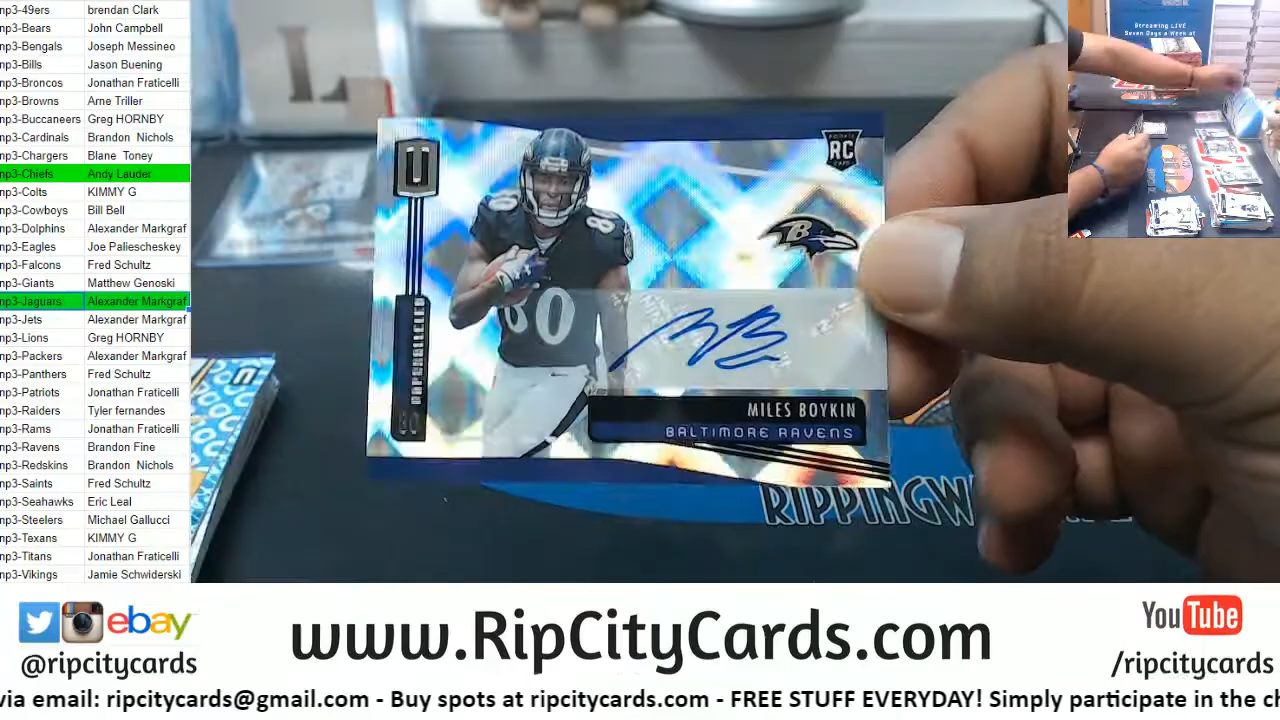 np3-49ers brendan Clark
np3-Bears John Campbell
np3-Bengals Joseph Messineo
np3-Bills Jason Buening
np3-Broncos Jonathan Fraticelli
np3-Browns Arne Triller
np3-Buccaneers Greg HORNBY
np3-Cardinals Brandon Nichols
np3-Chargers Blane Toney
np3-Chiefs Andy Lauder
np3-Colts KIMMY G
np3-Cowboys Bill Bell
np3-Dolphins Alexander Markgraf
np3-Eagles Joe Paliescheskey
np3-Falcons Fred Schultz
np3-Giants Matthew Genoski
np3-Jaguars Alexander Markgraf
np3-Jets Alexander Markgraf
np3-Lions Greg HORNBY
np3-Packers Alexander Markgraf
np3-Panthers Fred Schultz
np3-Patriots Jonathan Fraticelli
np3-Raiders Tyler fernandes
np3-Rams Jonathan Fraticelli
np3-Ravens Brandon Fine
np3-Redskins Brandon Nichols
np3-Saints Fred Schultz
np3-Seahawks Eric Leal
np3-Steelers Michael Gallucci
np3-Texans KIMMY G
np3-Titans Jonathan Fraticelli
np3-Vikings Jamie Schwiderski
U
RC
B
80
80
MILES BOYKIN
BALTIMORE RAVENS
RIPPINGW
Streaming LIVE
Seven Days a Week at
ebay
@ripcitycards
www.RipCityCards.com
YouTube
/ripcitycards
via email: ripcitycards@gmail.com - Buy spots at ripcitycards.com - FREE STUFF EVERYDAY! Simply participate in the ch